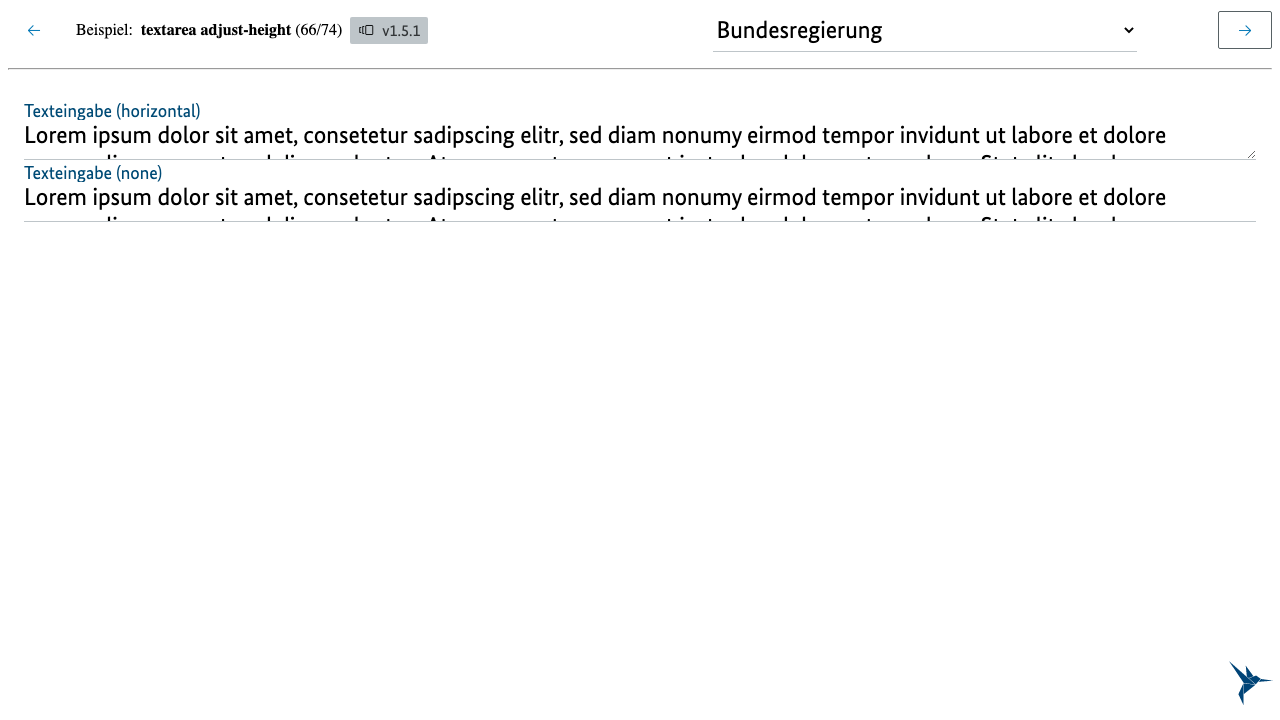 Beispiel: textarea adjust-height (66/74) v1.5.1 Bundesregierung
Texteingabe (horizontal)
Lorem ipsum dolor sit amet, consetetur sadipscing elitr, sed diam nonumy eirmod tempor invidunt ut labore et dolore
Texteingabe (none)
Lorem ipsum dolor sit amet, consetetur sadipscing elitr, sed diam nonumy eirmod tempor invidunt ut labore et dolore